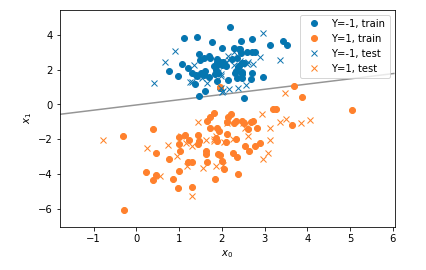 Y=-1, train
Y=1, train
Y=-1, test
Y=1, test
4
2
0
−2
−4
−6
x₁
−1
0
1
2
3
4
5
6
x₀